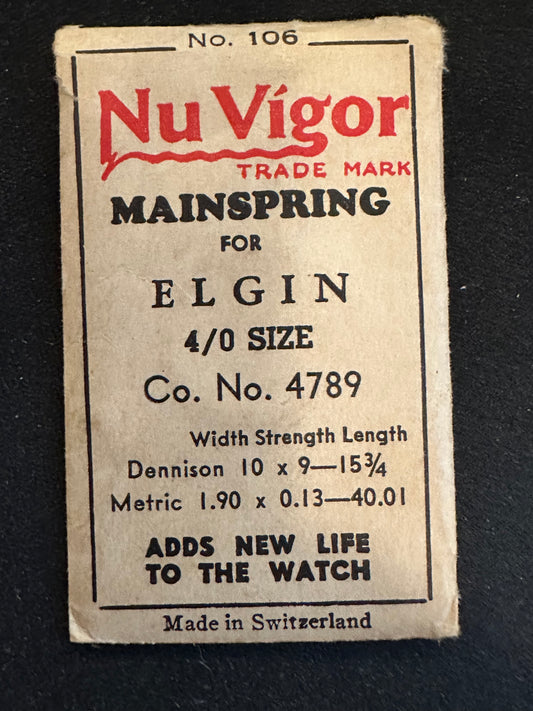 No. 106
Nu Vigor
TRADE MARK
MAINSPRING
FOR
ELGIN
4/0 SIZE
Co. No. 4789
Width Strength Length
Dennison 10 x 9—15¾
Metric 1.90 x 0.13—40.01
ADDS NEW LIFE
TO THE WATCH
Made in Switzerland